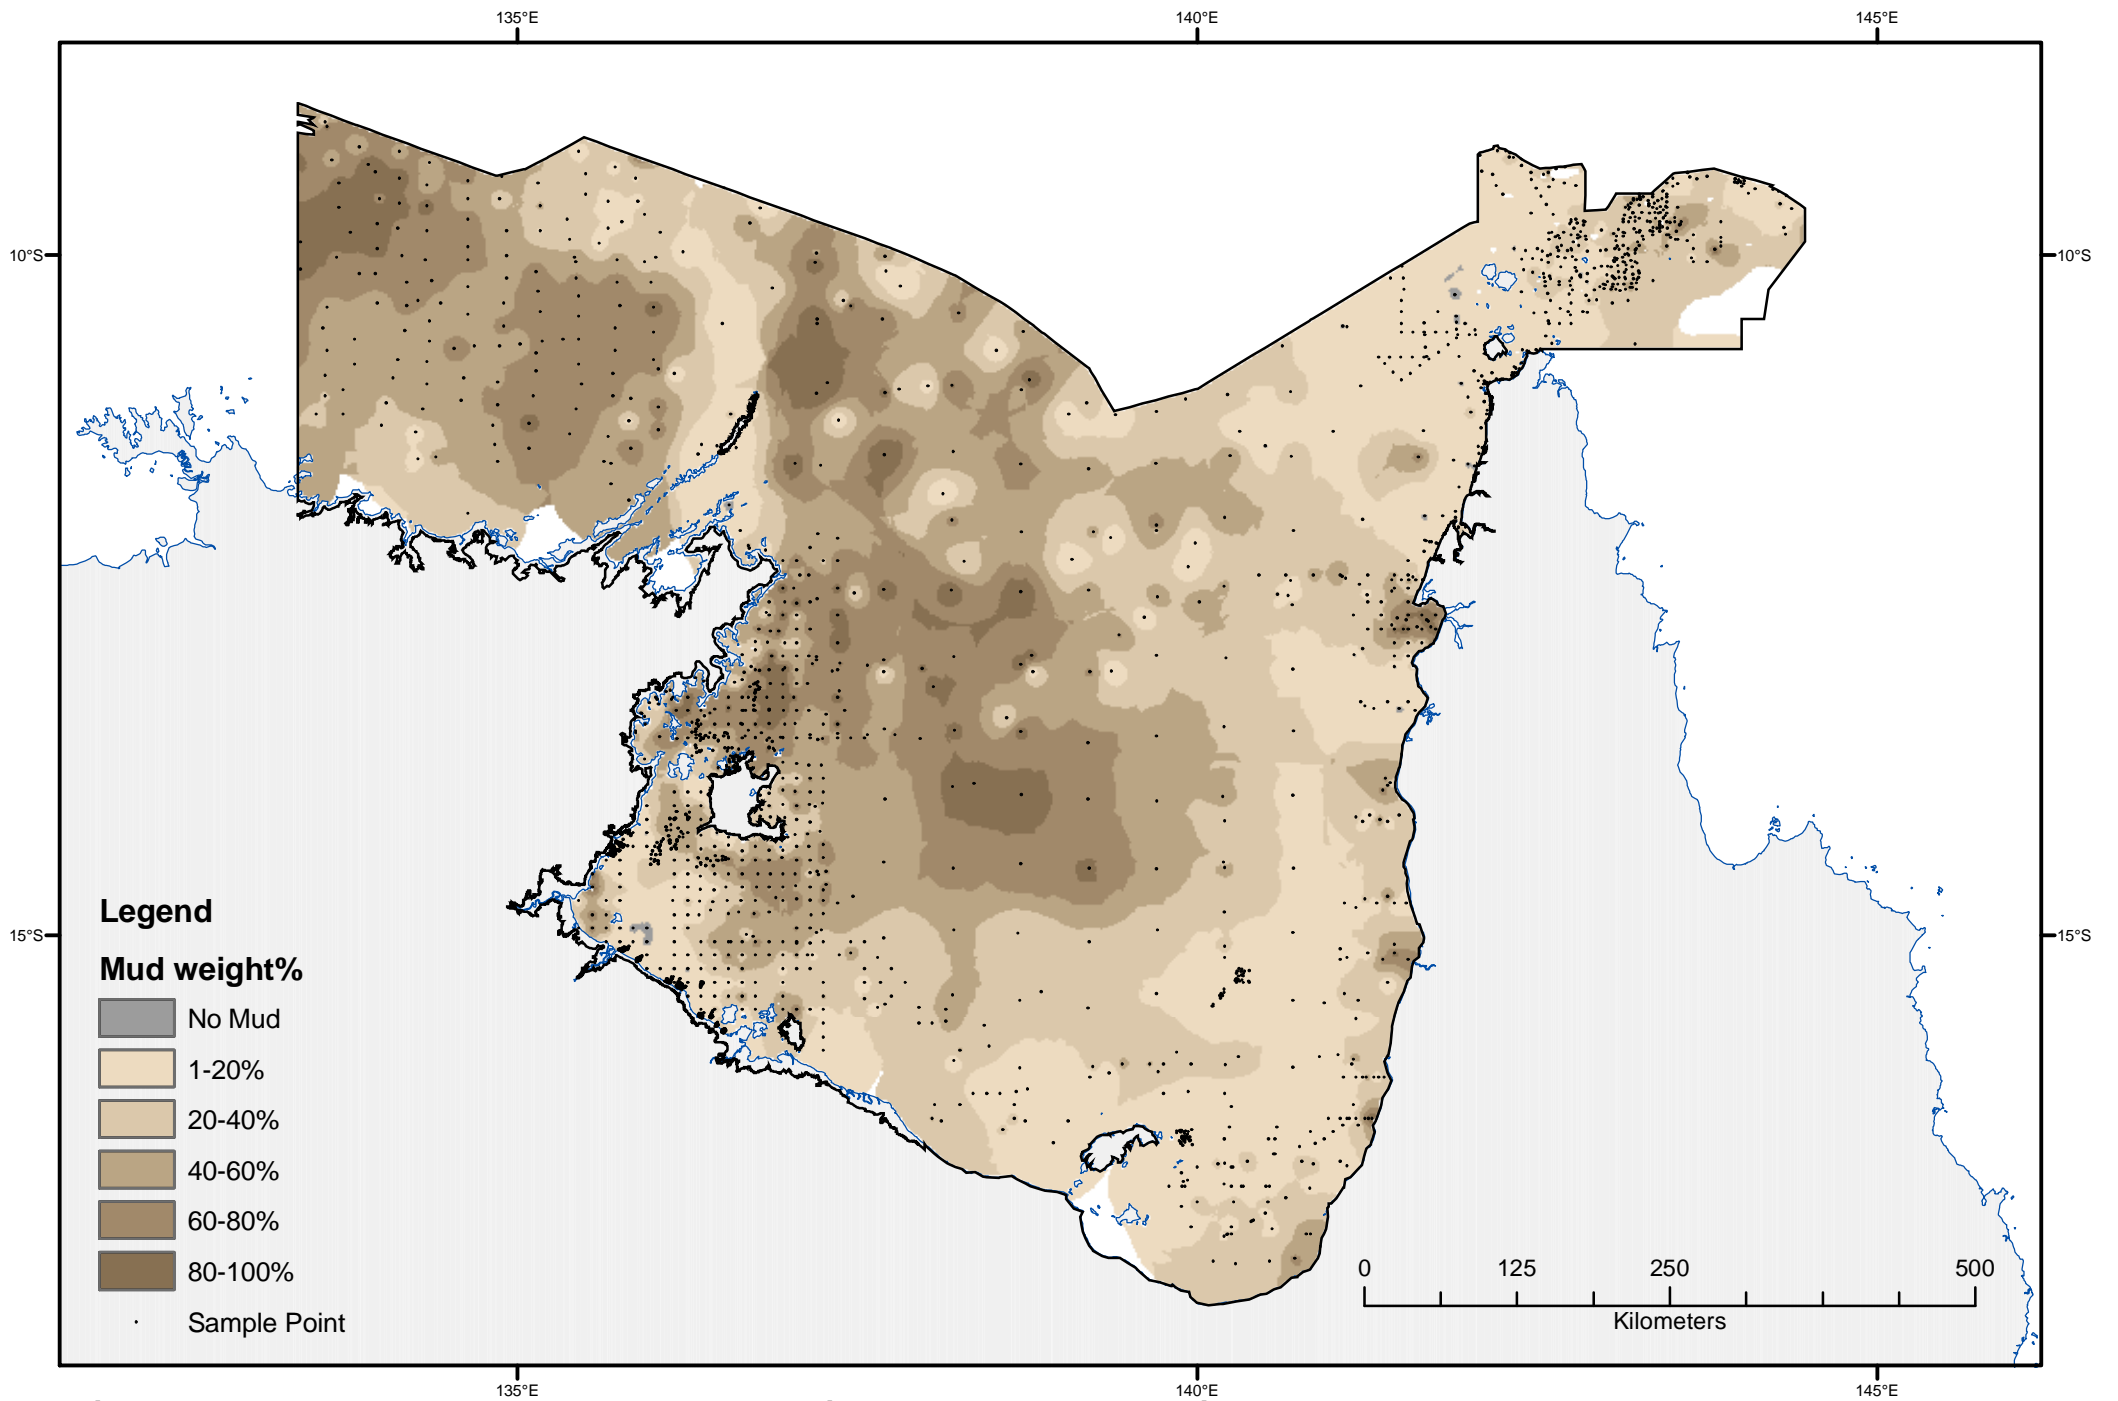 135°E 140°E 145°E
10°S 10°S
15°S 15°S
Legend
Mud weight%
No Mud
1-20%
20-40%
40-60%
60-80%
80-100%
Sample Point
0 125 250 500
Kilometers
135°E 140°E 145°E